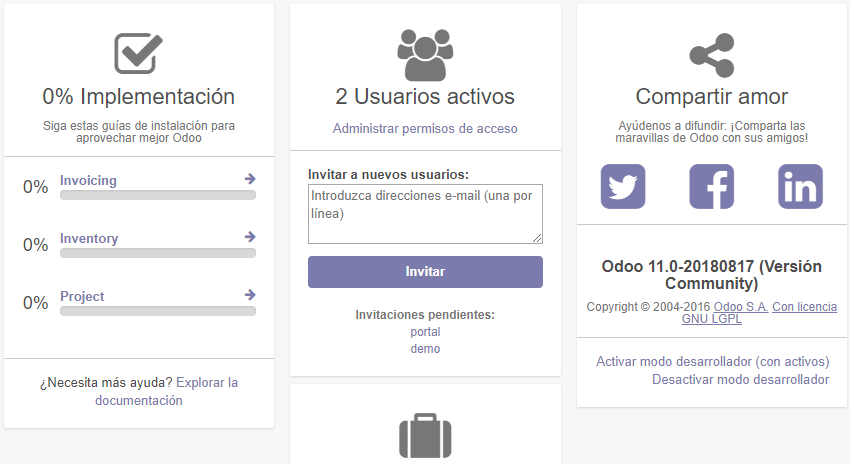 0% Implementación
Siga estas guías de instalación para
aprovechar mejor Odoo
0%
Invoicing
0%
Inventory
0%
Project
¿Necesita más ayuda? Explorar la
documentación
2 Usuarios activos
Administrar permisos de acceso
Invitar a nuevos usuarios:
Introduzca direcciones e-mail (una por
línea)
Invitar
Invitaciones pendientes:
portal
demo
Compartir amor
Ayúdenos a difundir: ¡Comparta las
maravillas de Odoo con sus amigos!
Odoo 11.0-20180817 (Versión
Community)
Copyright © 2004-2016 Odoo S.A. Con licencia
GNU LGPL
Activar modo desarrollador (con activos)
Desactivar modo desarrollador